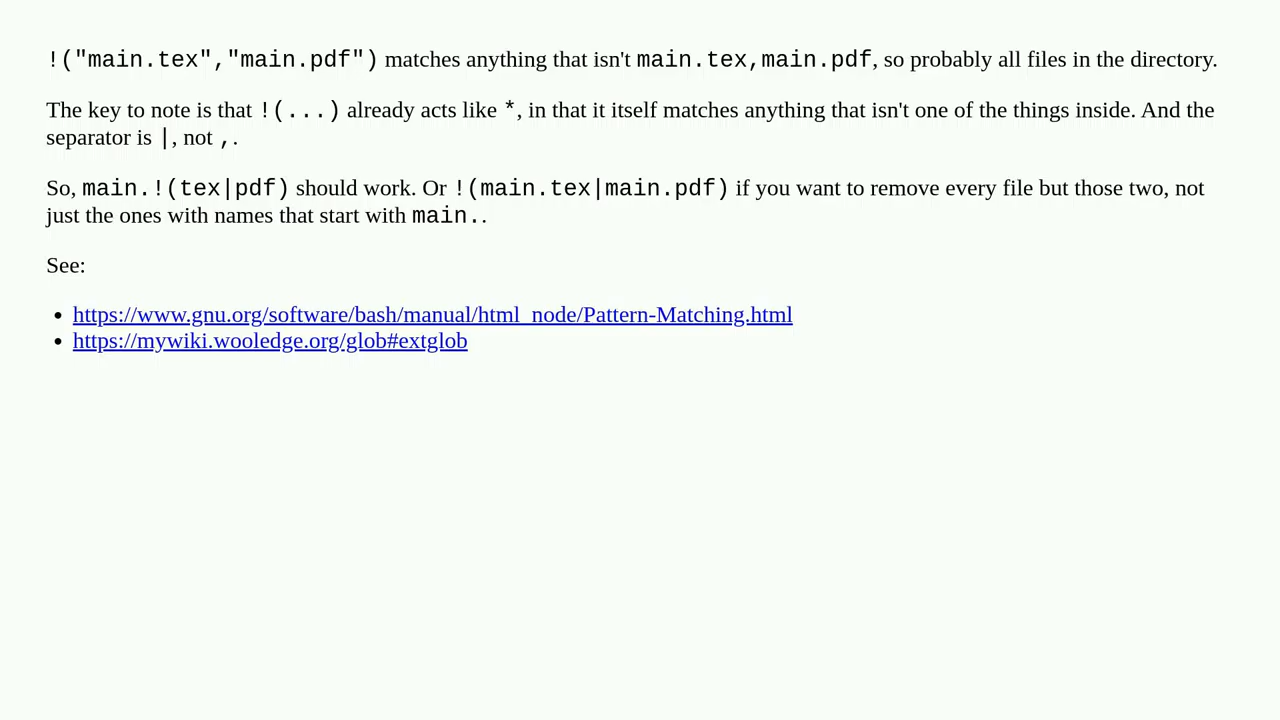 !("main.tex","main.pdf") matches anything that isn't main.tex,main.pdf, so probably all files in the directory.
The key to note is that !(...) already acts like *, in that it itself matches anything that isn't one of the things inside. And the
separator is |, not ,.
So, main.!(tex|pdf) should work. Or !(main.tex|main.pdf) if you want to remove every file but those two, not
just the ones with names that start with main..
See:
• https://www.gnu.org/software/bash/manual/html_node/Pattern-Matching.html
• https://mywiki.wooledge.org/glob#extglob